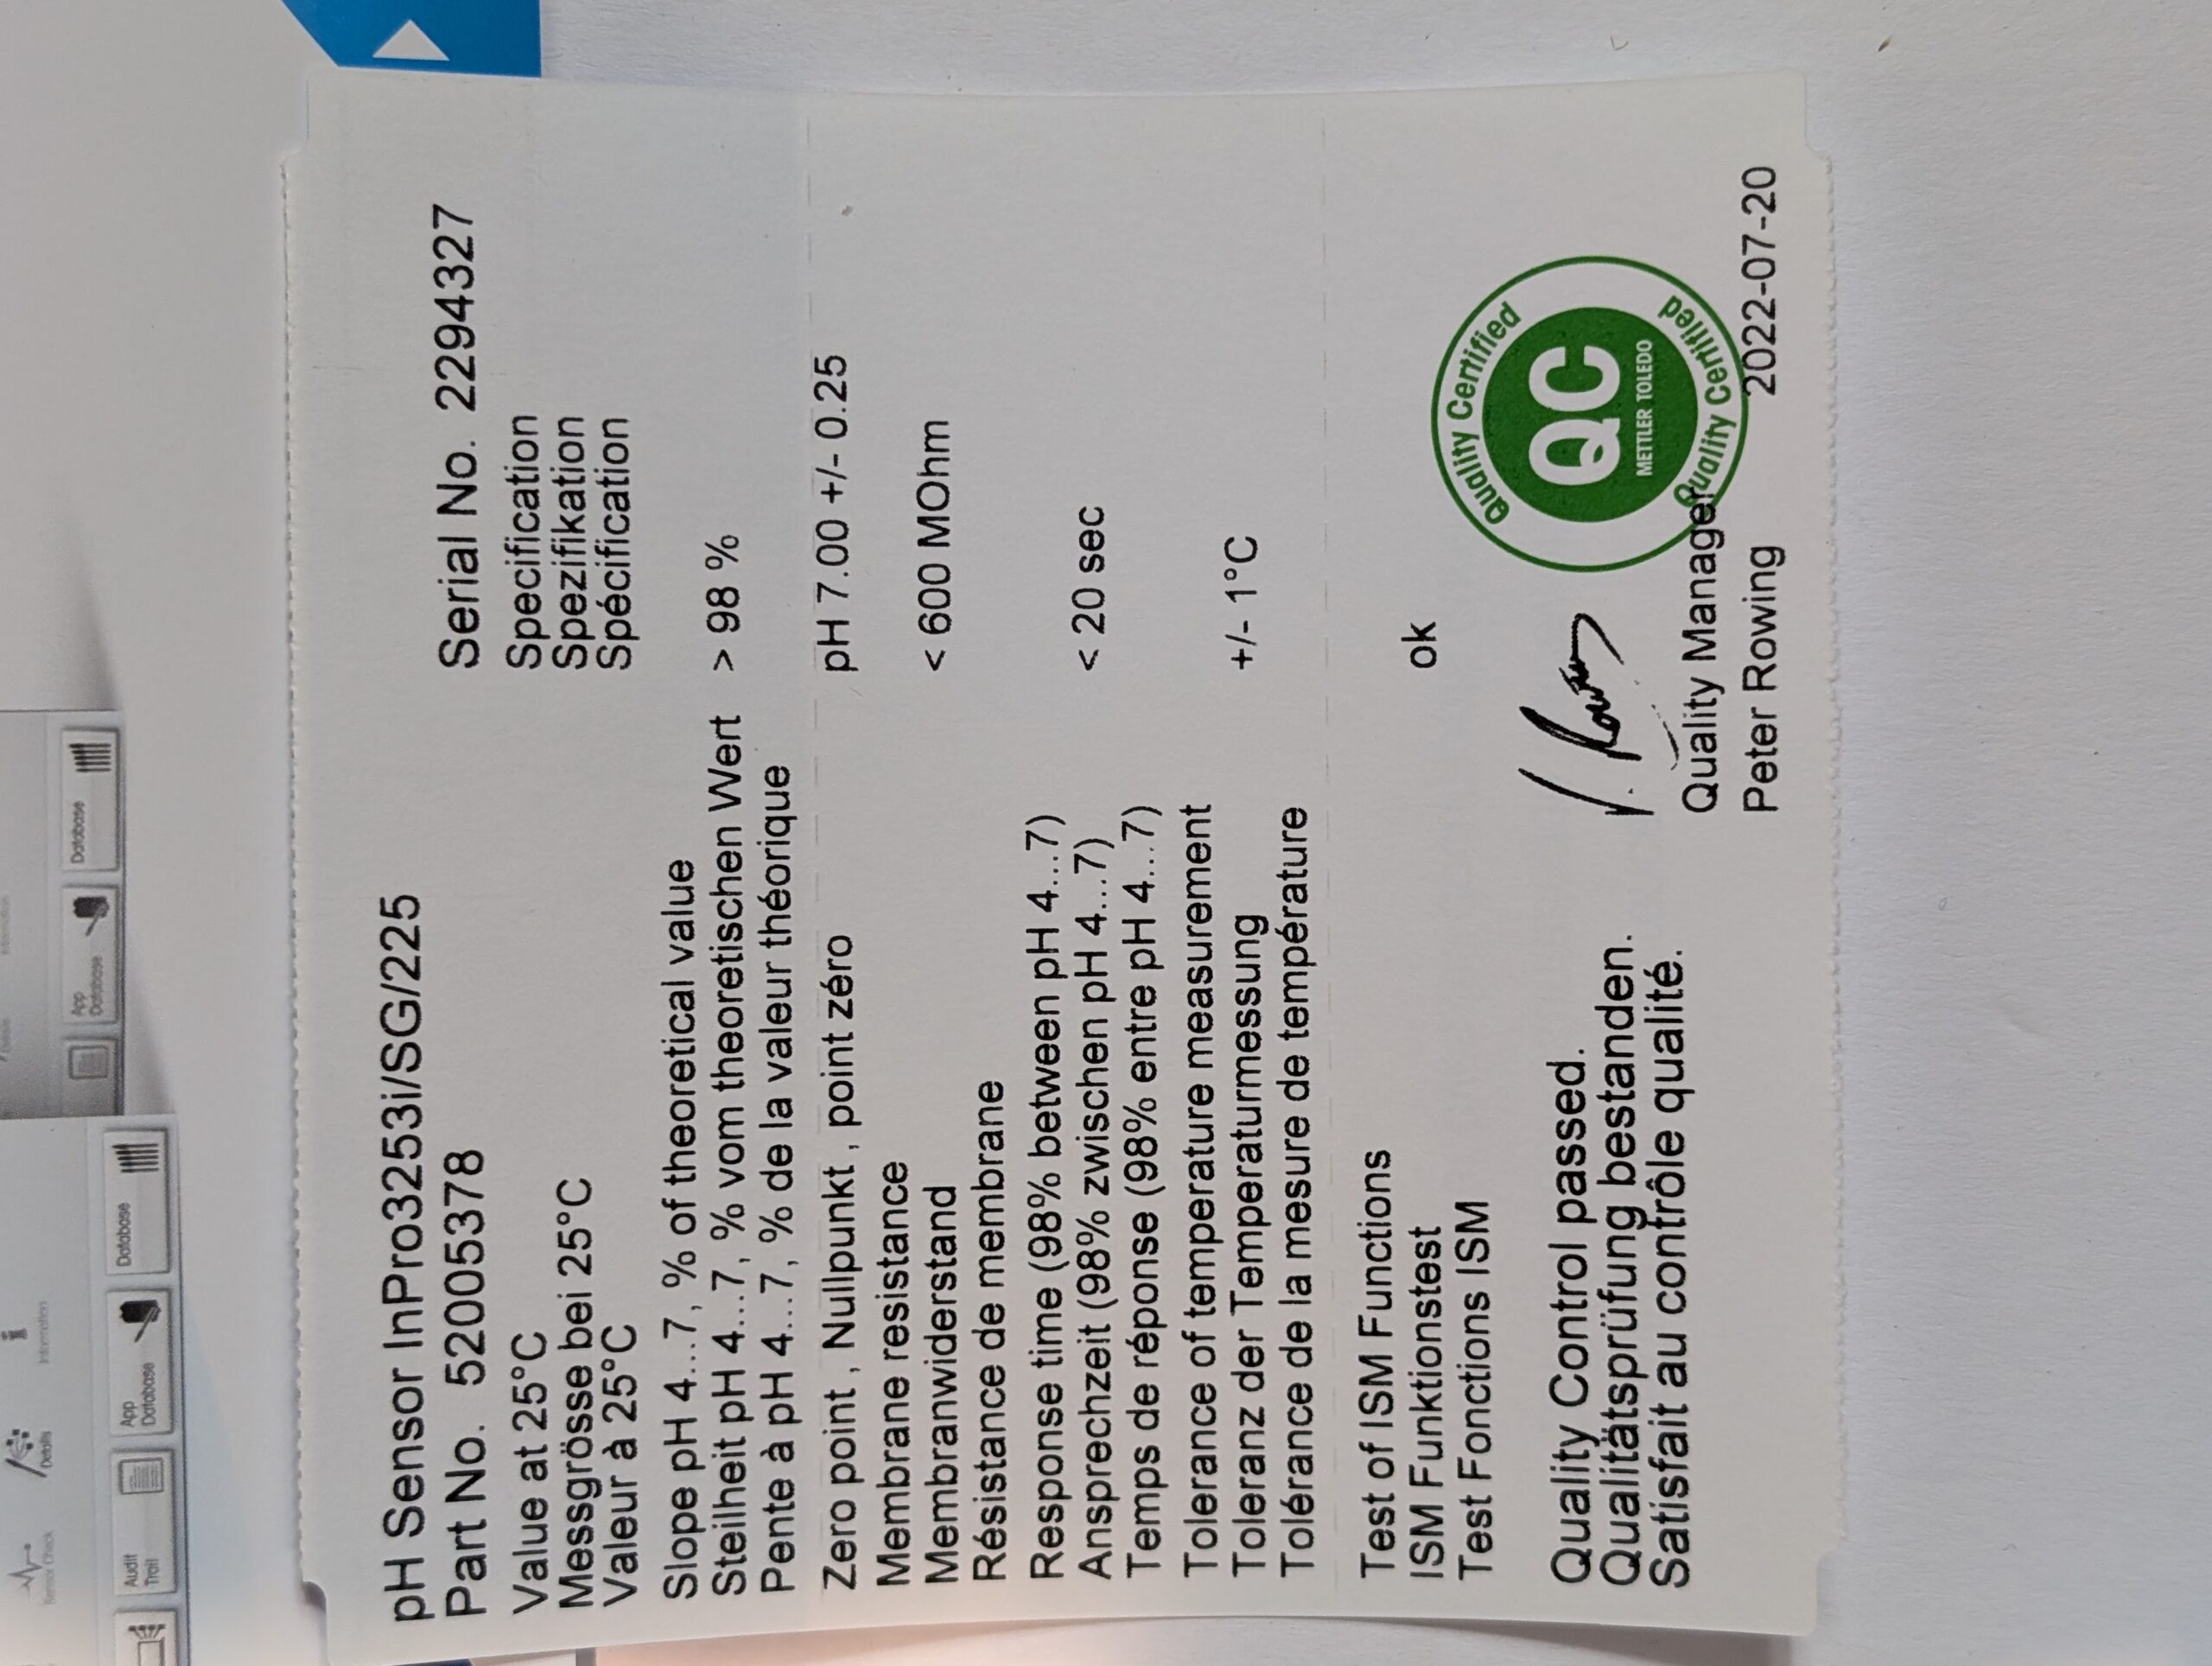 pH Sensor InPro3253i/SG/225
Part No. 52005378 Serial No. 2294327
Value at 25°C Specification
Messgrösse bei 25°C Spezifikation
Valeur à 25°C Spécification
Slope pH 4...7, % of theoretical value
Steilheit pH 4...7, % vom theoretischen Wert > 98 %
Pente à pH 4...7, % de la valeur théorique
Zero point , Nullpunkt , point zéro pH 7.00 +/- 0.25
Membrane resistance
Membranwiderstand < 600 MOhm
Résistance de membrane
Response time (98% between pH 4...7)
Ansprechzeit (98% zwischen pH 4...7) < 20 sec
Temps de réponse (98% entre pH 4...7)
Tolerance of temperature measurement
Toleranz der Temperaturmessung +/- 1°C
Tolérance de la mesure de température
Test of ISM Functions
ISM Funktionstest ok
Test Fonctions ISM
Quality Control passed.
Qualitätsprüfung bestanden.
Satisfait au contrôle qualité.
Quality Manager
Peter Rowing 2022-07-20
Quality Certified
QC
METTLER TOLEDO
Quality Certified
Details
Information
Audit Trail
App Database
Database
App Database
Database